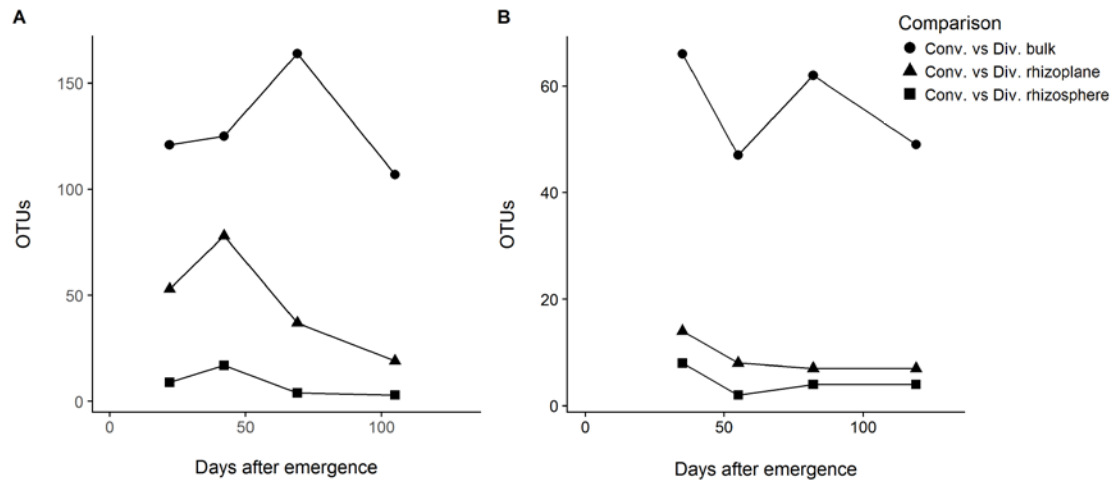 A
150
100
50
0
OTUs
0 50 100
Days after emergence
B
60
40
20
0
OTUs
0 50 100
Days after emergence
Comparison
Conv. vs Div. bulk
Conv. vs Div. rhizoplane
Conv. vs Div. rhizosphere